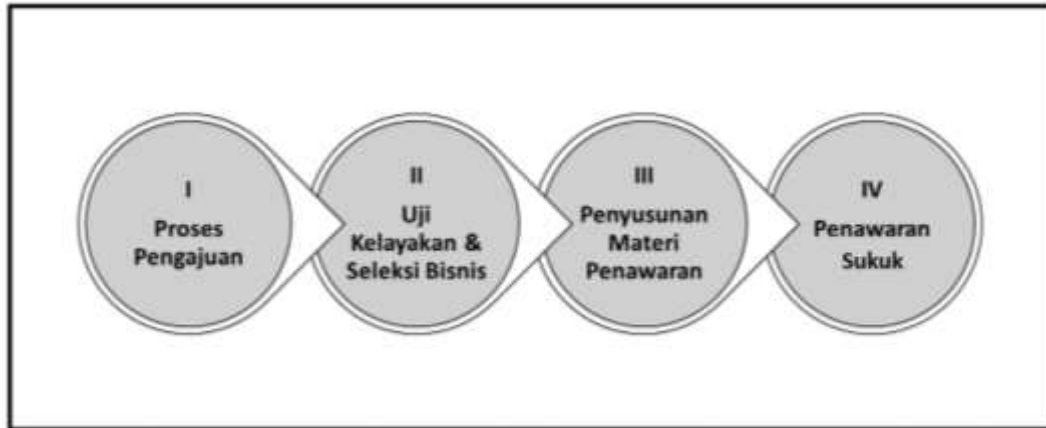 I
Proses
Pengajuan
II
Uji
Kelayakan &
Seleksi Bisnis
III
Penyusunan
Materi
Penawaran
IV
Penawaran
Sukuk